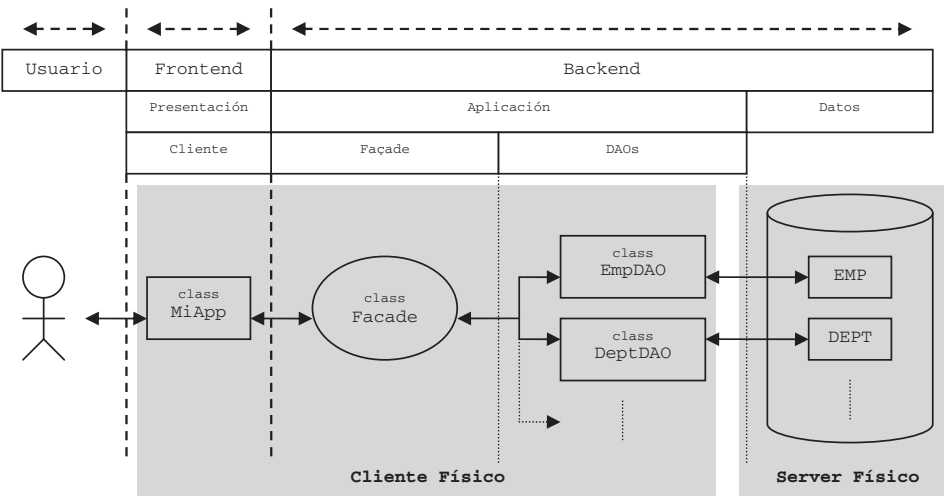 Usuario Frontend Backend
Presentación Aplicación Datos
Cliente Façade DAOs
class
EmpDAO
EMP
class
MiApp
class
Facade
class
DeptDAO
DEPT
Cliente Físico Server Físico